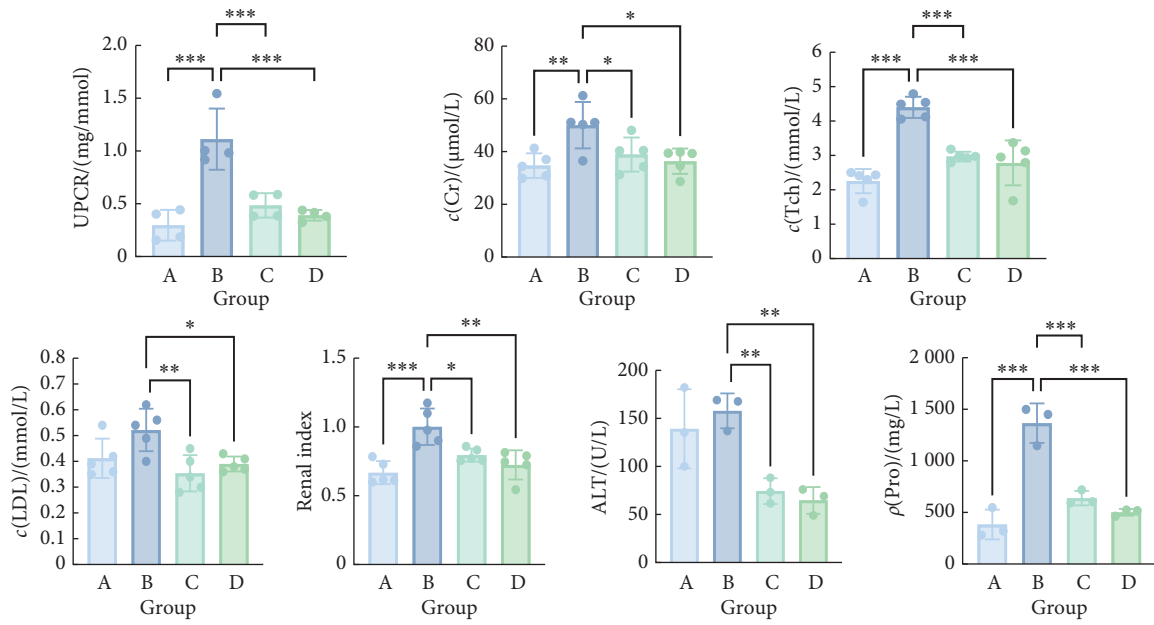 UPCR/(mg/mmol)
2.0
1.5
1.0
0.5
0
***
***
***
A B C D
Group
c(Cr)/(μmol/L)
80
60
40
20
0
*
**
*
A B C D
Group
c(Tch)/(mmol/L)
6
4
2
0
***
***
***
A B C D
Group
c(LDL)/(mmol/L)
0.8
0.7
0.6
0.5
0.4
0.3
0.2
0.1
0
*
**
A B C D
Group
Renal index
1.5
1.0
0.5
0
**
***
*
A B C D
Group
ALT/(U/L)
200
150
100
50
0
**
**
A B C D
Group
ρ(Pro)/(mg/L)
2 000
1 500
1 000
500
0
***
***
***
A B C D
Group